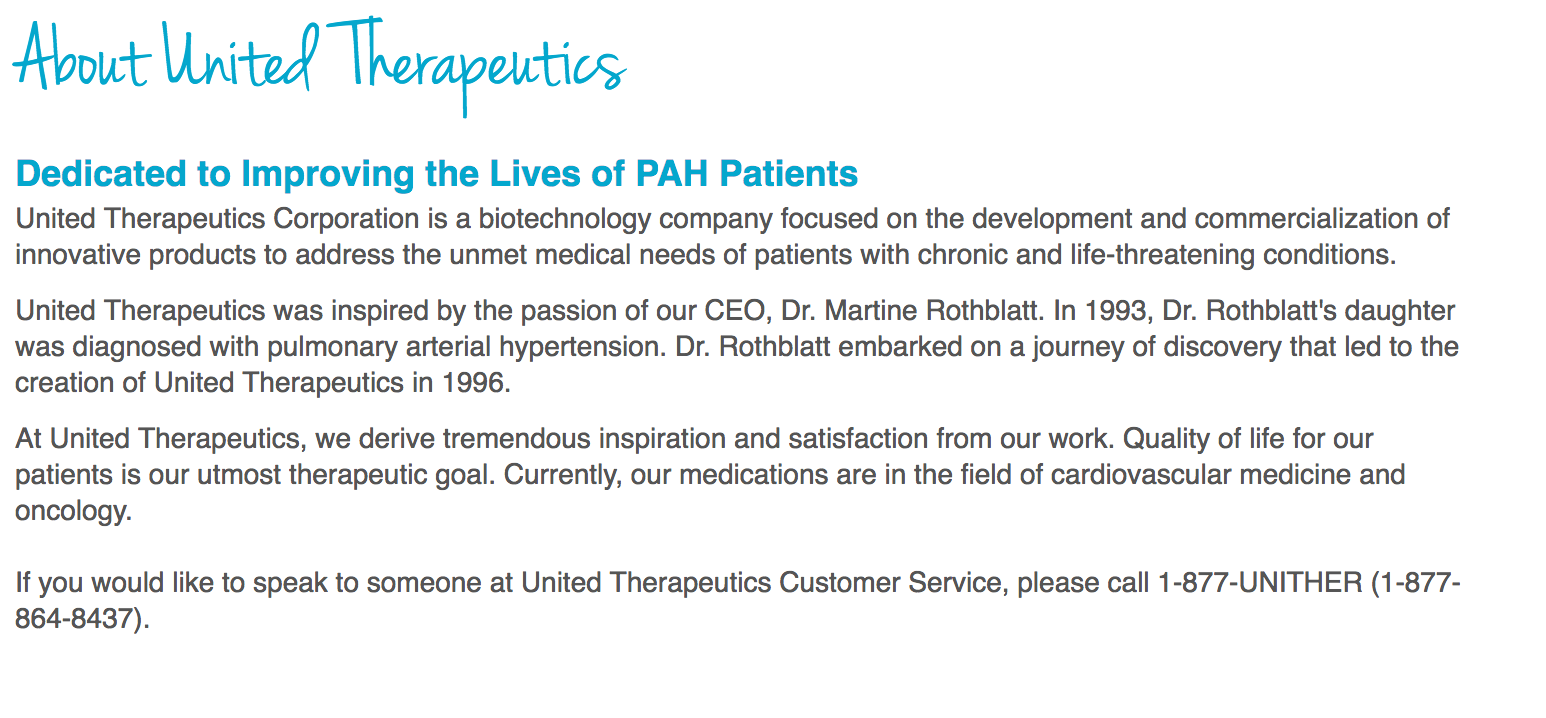 About United Therapeutics
Dedicated to Improving the Lives of PAH Patients
United Therapeutics Corporation is a biotechnology company focused on the development and commercialization of
innovative products to address the unmet medical needs of patients with chronic and life-threatening conditions.
United Therapeutics was inspired by the passion of our CEO, Dr. Martine Rothblatt. In 1993, Dr. Rothblatt's daughter
was diagnosed with pulmonary arterial hypertension. Dr. Rothblatt embarked on a journey of discovery that led to the
creation of United Therapeutics in 1996.
At United Therapeutics, we derive tremendous inspiration and satisfaction from our work. Quality of life for our
patients is our utmost therapeutic goal. Currently, our medications are in the field of cardiovascular medicine and
oncology.
If you would like to speak to someone at United Therapeutics Customer Service, please call 1-877-UNITHER (1-877-
864-8437).